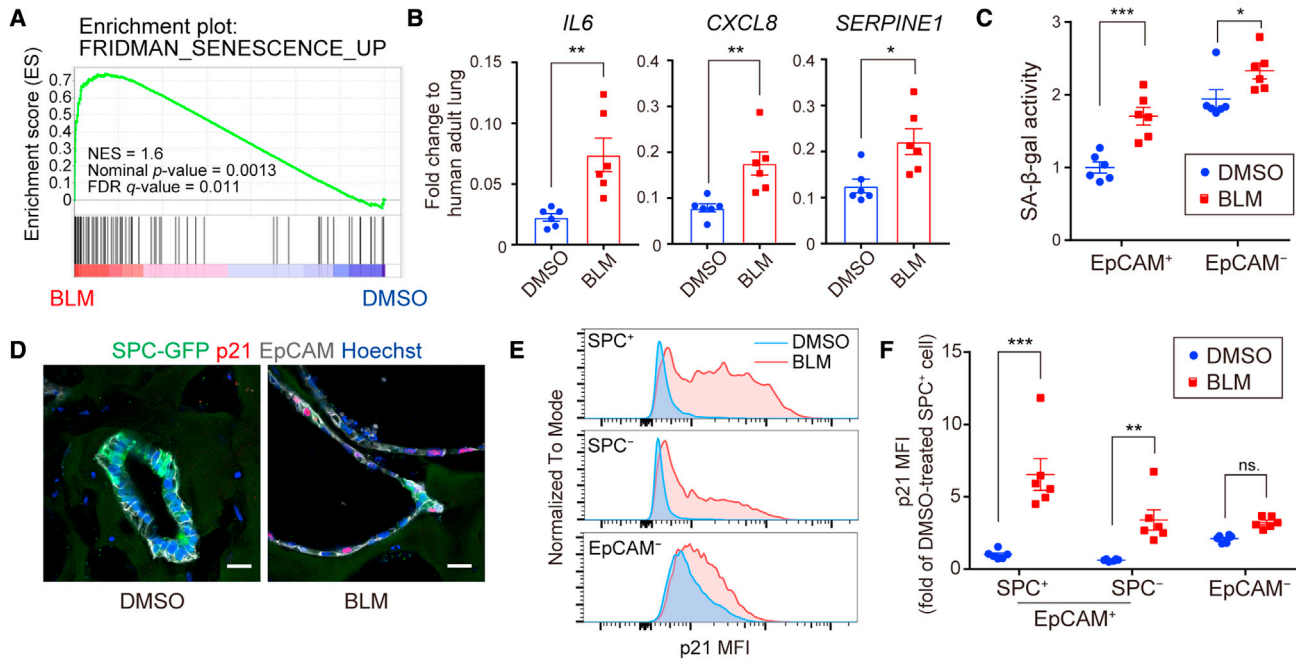 A
Enrichment plot:
FRIDMAN_SENESCENCE_UP
Enrichment score (ES)
0.7
0.6
0.5
0.4
0.3
0.2
0.1
0
NES = 1.6
Nominal p-value = 0.0013
FDR q-value = 0.011
BLM
DMSO
B
IL6
CXCL8
SERPINE1
Fold change to
human adult lung
0.15
0.10
0.05
0.00
**
DMSO
BLM
0.4
0.3
0.2
0.1
0
**
DMSO
BLM
0.4
0.3
0.2
0.1
0.0
*
DMSO
BLM
C
SA-β-gal activity
3
2
1
0
***
*
DMSO
BLM
EpCAM⁺
EpCAM⁻
D
SPC-GFP p21 EpCAM Hoechst
DMSO
BLM
E
Normalized To Mode
SPC⁺
DMSO
BLM
SPC⁻
EpCAM⁻
p21 MFI
F
p21 MFI
(fold of DMSO-treated SPC⁺ cell)
15
10
5
0
***
**
ns.
DMSO
BLM
SPC⁺
SPC⁻
EpCAM⁻
EpCAM⁺